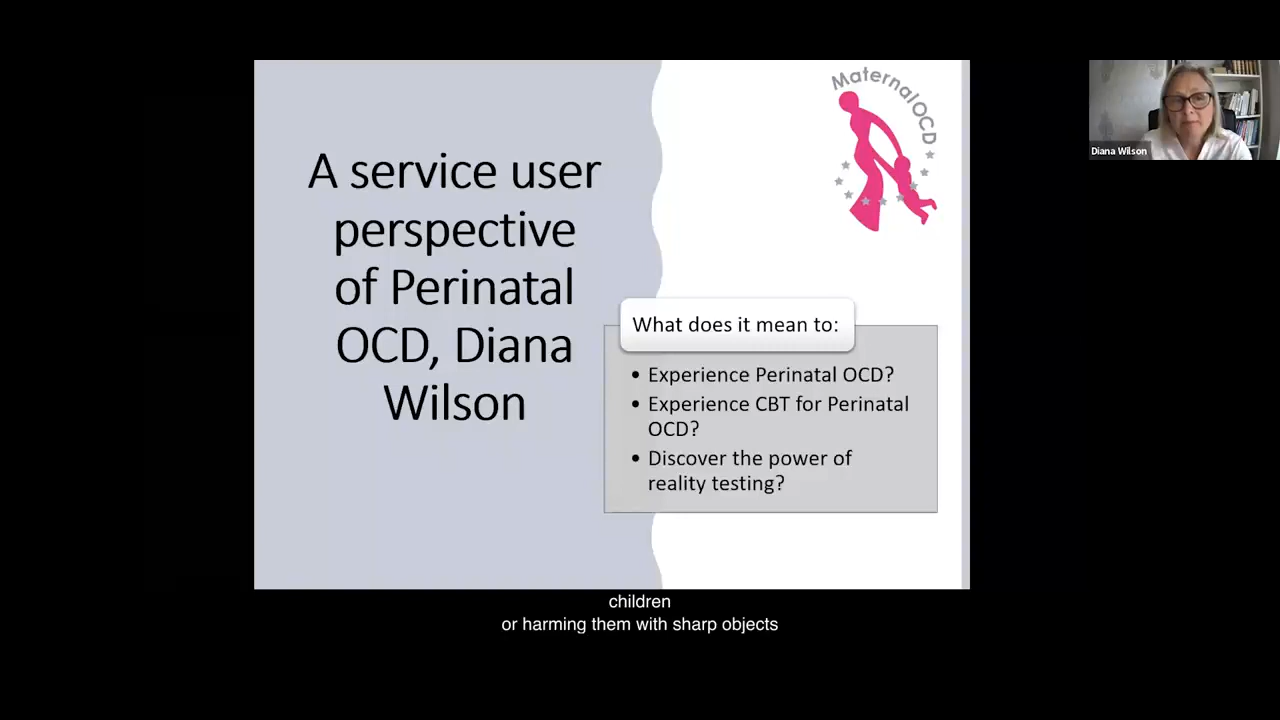 MaternalOCD
A service user
perspective
of Perinatal
OCD, Diana
Wilson
What does it mean to:
• Experience Perinatal OCD?
• Experience CBT for Perinatal
OCD?
• Discover the power of
reality testing?
Diana Wilson
children
or harming them with sharp objects